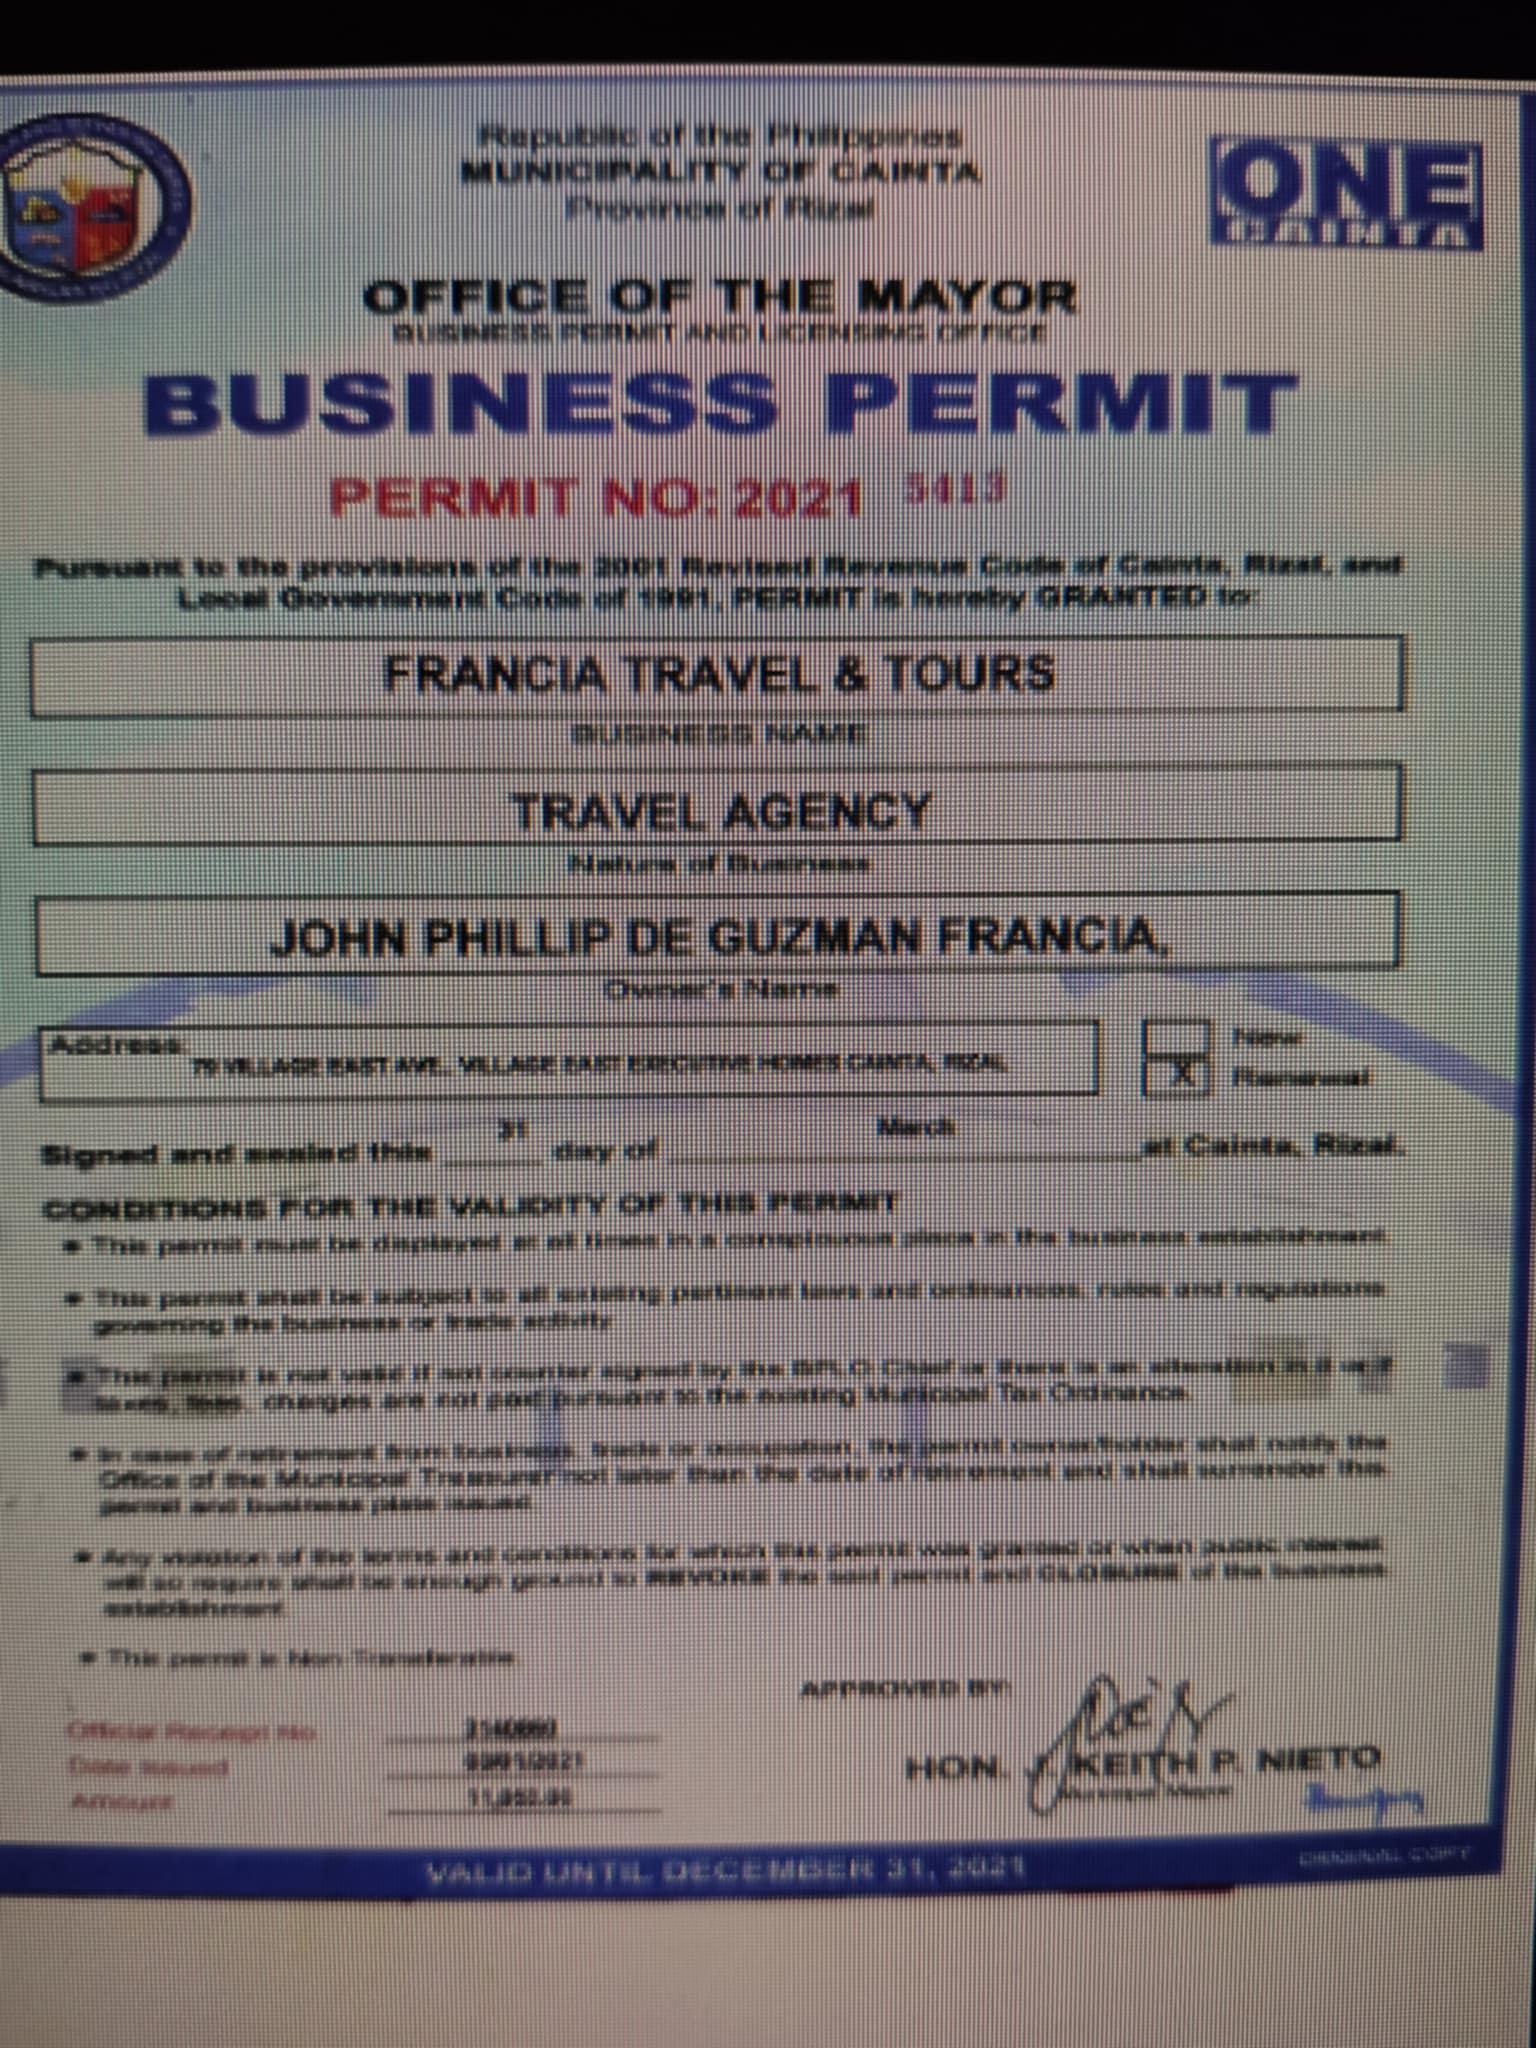 Republic of the Philippines
MUNICIPALITY OF CAINTA
Province of Rizal
ONE
CAINTA
OFFICE OF THE MAYOR
BUSINESS PERMIT AND LICENSING OFFICE
BUSINESS PERMIT
PERMIT NO: 2021 5413
Pursuant to the provisions of the 2001 Revised Revenue Code of Cainta, Rizal, and
Local Government Code of 1991, PERMIT is hereby GRANTED to:
FRANCIA TRAVEL & TOURS
BUSINESS NAME
TRAVEL AGENCY
Nature of Business
JOHN PHILLIP DE GUZMAN FRANCIA,
Owner's Name
Address:
VILLAGE EAST AVE. VILLAGE EAST EXECUTIVE HOMES CAINTA, RIZAL
New
X Renewal
Signed and sealed this 31 day of March at Cainta, Rizal.
CONDITIONS FOR THE VALIDITY OF THIS PERMIT
• This permit must be displayed at all times in a conspicuous place in the business establishment.
• This permit shall be subject to all existing pertinent laws and ordinances, rules and regulations
governing the business or trade activity
• This permit is not valid if not counter signed by the BPLO Chief or there is an alteration in it or if
taxes, fees, charges are not paid pursuant to the existing Municipal Tax Ordinance.
• In case of retirement from business, trade or occupation, the permit owner/holder shall notify the
Office of the Municipal Treasurer not later than the date of retirement and shall surrender this
permit and business plate issued.
• Any violation of the terms and conditions for which this permit was granted or when public interest
will so require shall be enough ground to REVOKE the said permit and CLOSURE of the business
establishment.
• This permit is Non-Transferable.
APPROVED BY:
Official Receipt No
Date Issued
Amount
HON. J. KEITH P. NIETO
Municipal Mayor
VALID UNTIL DECEMBER 31, 2021
ORIGINAL COPY